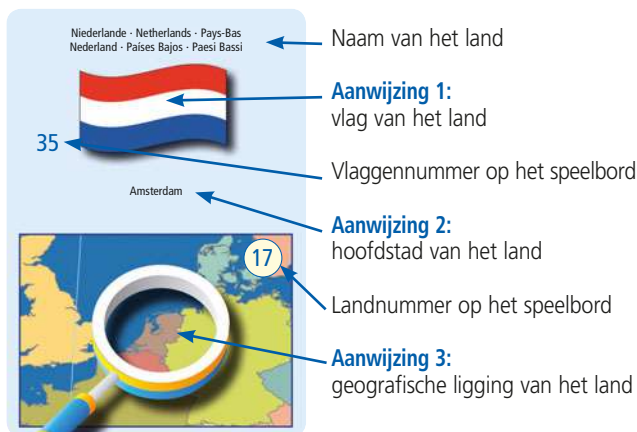 Niederlande · Netherlands · Pays-Bas
Nederland · Países Bajos · Paesi Bassi
35
Amsterdam
17
Naam van het land
Aanwijzing 1:
vlag van het land
Vlaggennummer op het speelbord
Aanwijzing 2:
hoofdstad van het land
Landnummer op het speelbord
Aanwijzing 3:
geografische ligging van het land